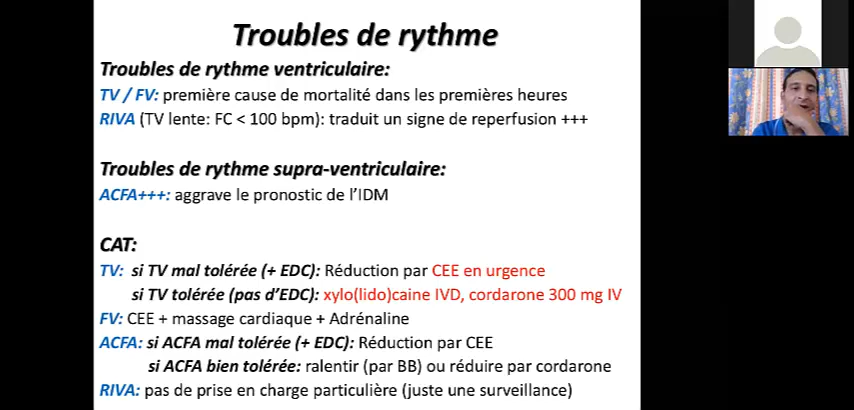 Troubles de rythme
Troubles de rythme ventriculaire:
TV / FV: première cause de mortalité dans les premières heures
RIVA (TV lente: FC < 100 bpm): traduit un signe de reperfusion +++
Troubles de rythme supra-ventriculaire:
ACFA+++: aggrave le pronostic de l'IDM
CAT:
TV: si TV mal tolérée (+ EDC): Réduction par CEE en urgence
si TV tolérée (pas d'EDC): xylo(lido)caine IVD, cordarone 300 mg IV
FV: CEE + massage cardiaque + Adrénaline
ACFA: si ACFA mal tolérée (+ EDC): Réduction par CEE
si ACFA bien tolérée: ralentir (par BB) ou réduire par cordarone
RIVA: pas de prise en charge particulière (juste une surveillance)